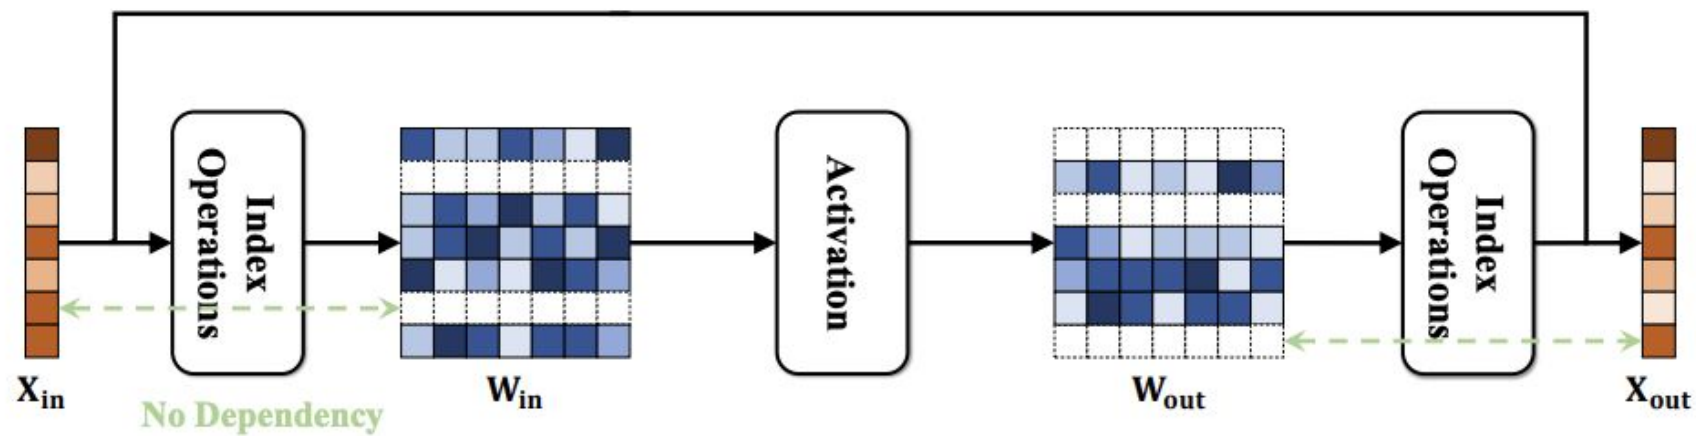 Index
Operations
Activation
Index
Operations
X_in
W_in
W_out
X_out
No Dependency